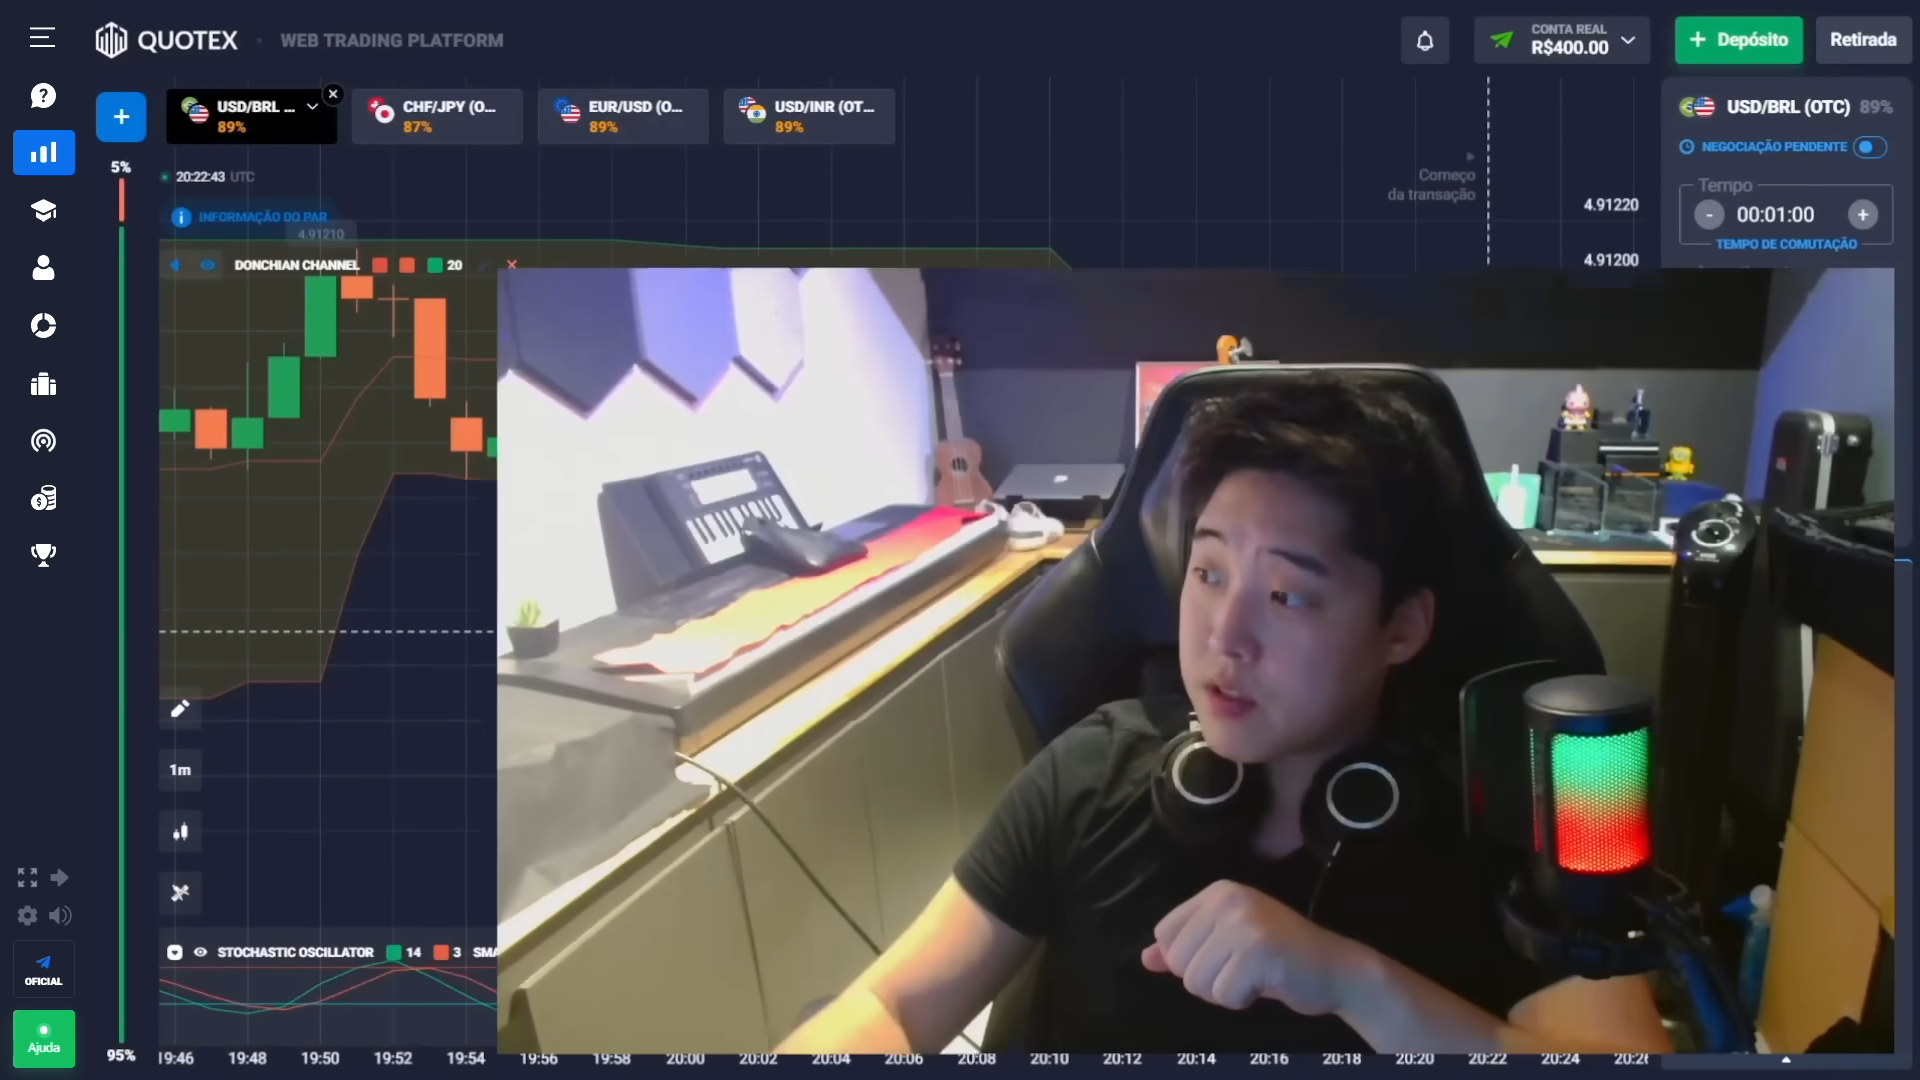 QUOTEX
WEB TRADING PLATFORM
CONTA REAL
R$400.00
+ Depósito
Retirada
USD/BRL ...
89%
CHF/JPY (O...
87%
EUR/USD (O...
89%
USD/INR (OT...
89%
USD/BRL (OTC) 89%
NEGOCIAÇÃO PENDENTE
Tempo
- 00:01:00 +
TEMPO DE COMUTAÇÃO
5%
20:22:43 UTC
INFORMAÇÃO DO PAR
4.91210
Começo
da transação
4.91220
4.91200
DONCHIAN CHANNEL 20
1m
STOCHASTIC OSCILLATOR 14 3 SMA
OFICIAL
Ajuda
95%
19:46 19:48 19:50 19:52 19:54 19:56 19:58 20:00 20:02 20:04 20:06 20:08 20:10 20:12 20:14 20:16 20:18 20:20 20:22 20:24 20:26